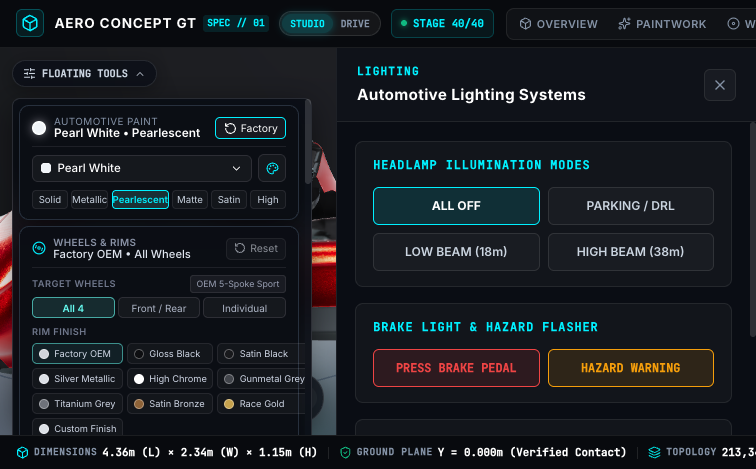 AERO CONCEPT GT SPEC // 01 STUDIO DRIVE STAGE 40/40 OVERVIEW PAINTWORK W
FLOATING TOOLS
AUTOMOTIVE PAINT
Pearl White • Pearlescent
Factory
Pearl White
Solid Metallic Pearlescent Matte Satin High
WHEELS & RIMS
Factory OEM • All Wheels
Reset
TARGET WHEELS OEM 5-Spoke Sport
All 4 Front / Rear Individual
RIM FINISH
Factory OEM Gloss Black Satin Black
Silver Metallic High Chrome Gunmetal Grey
Titanium Grey Satin Bronze Race Gold
Custom Finish
LIGHTING
Automotive Lighting Systems
HEADLAMP ILLUMINATION MODES
ALL OFF PARKING / DRL
LOW BEAM (18m) HIGH BEAM (38m)
BRAKE LIGHT & HAZARD FLASHER
PRESS BRAKE PEDAL HAZARD WARNING
DIMENSIONS 4.36m (L) × 2.34m (W) × 1.15m (H) GROUND PLANE Y = 0.000m (Verified Contact) TOPOLOGY 213,